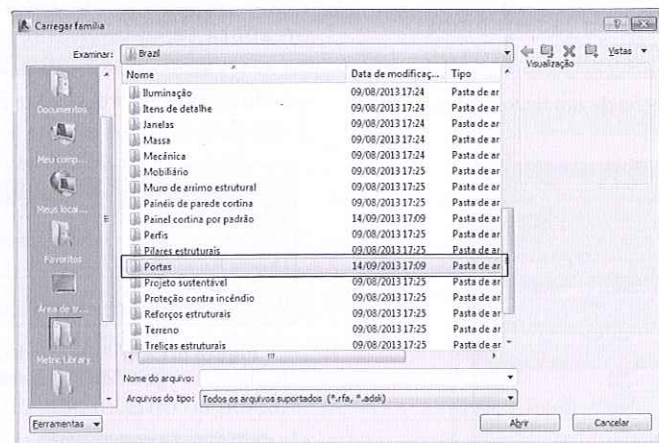 Carregar família
Examinar: Brazil
Vistas
Visualização
Nome Data de modificaç... Tipo
Iluminação 09/08/2013 17:24 Pasta de ar
Itens de detalhe 09/08/2013 17:24 Pasta de ar
Janelas 09/08/2013 17:24 Pasta de ar
Massa 09/08/2013 17:24 Pasta de ar
Mecânica 09/08/2013 17:24 Pasta de ar
Mobiliário 09/08/2013 17:25 Pasta de ar
Muro de arrimo estrutural 09/08/2013 17:25 Pasta de ar
Painéis de parede cortina 09/08/2013 17:25 Pasta de ar
Painel cortina por padrão 14/09/2013 17:09 Pasta de ar
Perfis 09/08/2013 17:25 Pasta de ar
Pilares estruturais 09/08/2013 17:25 Pasta de ar
Portas 14/09/2013 17:09 Pasta de ar
Projeto sustentável 09/08/2013 17:25 Pasta de ar
Proteção contra incêndio 09/08/2013 17:25 Pasta de ar
Reforços estruturais 09/08/2013 17:25 Pasta de ar
Terreno 09/08/2013 17:25 Pasta de ar
Treliças estruturais 09/08/2013 17:25 Pasta de ar
Documentos
Meu comp...
Meus locai...
Favoritos
Área de tr...
Metric Library
Nome do arquivo:
Arquivos do tipo: Todos os arquivos suportados (*.rfa, *.adsk)
Ferramentas
Abrir
Cancelar